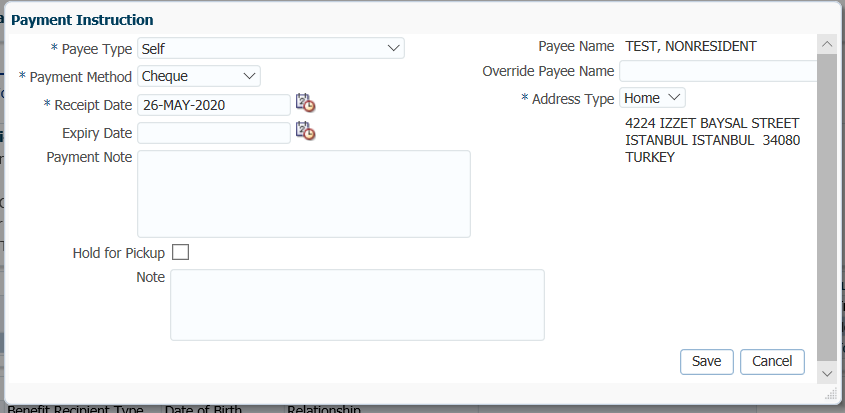 Payment Instruction
* Payee Type Self
Payee Name TEST, NONRESIDENT
* Payment Method Cheque
Override Payee Name
* Receipt Date 26-MAY-2020
* Address Type Home
Expiry Date
4224 IZZET BAYSAL STREET
ISTANBUL ISTANBUL 34080
TURKEY
Payment Note
Hold for Pickup
Note
Save Cancel
Benefit Recipient Type Date of Birth Relationship